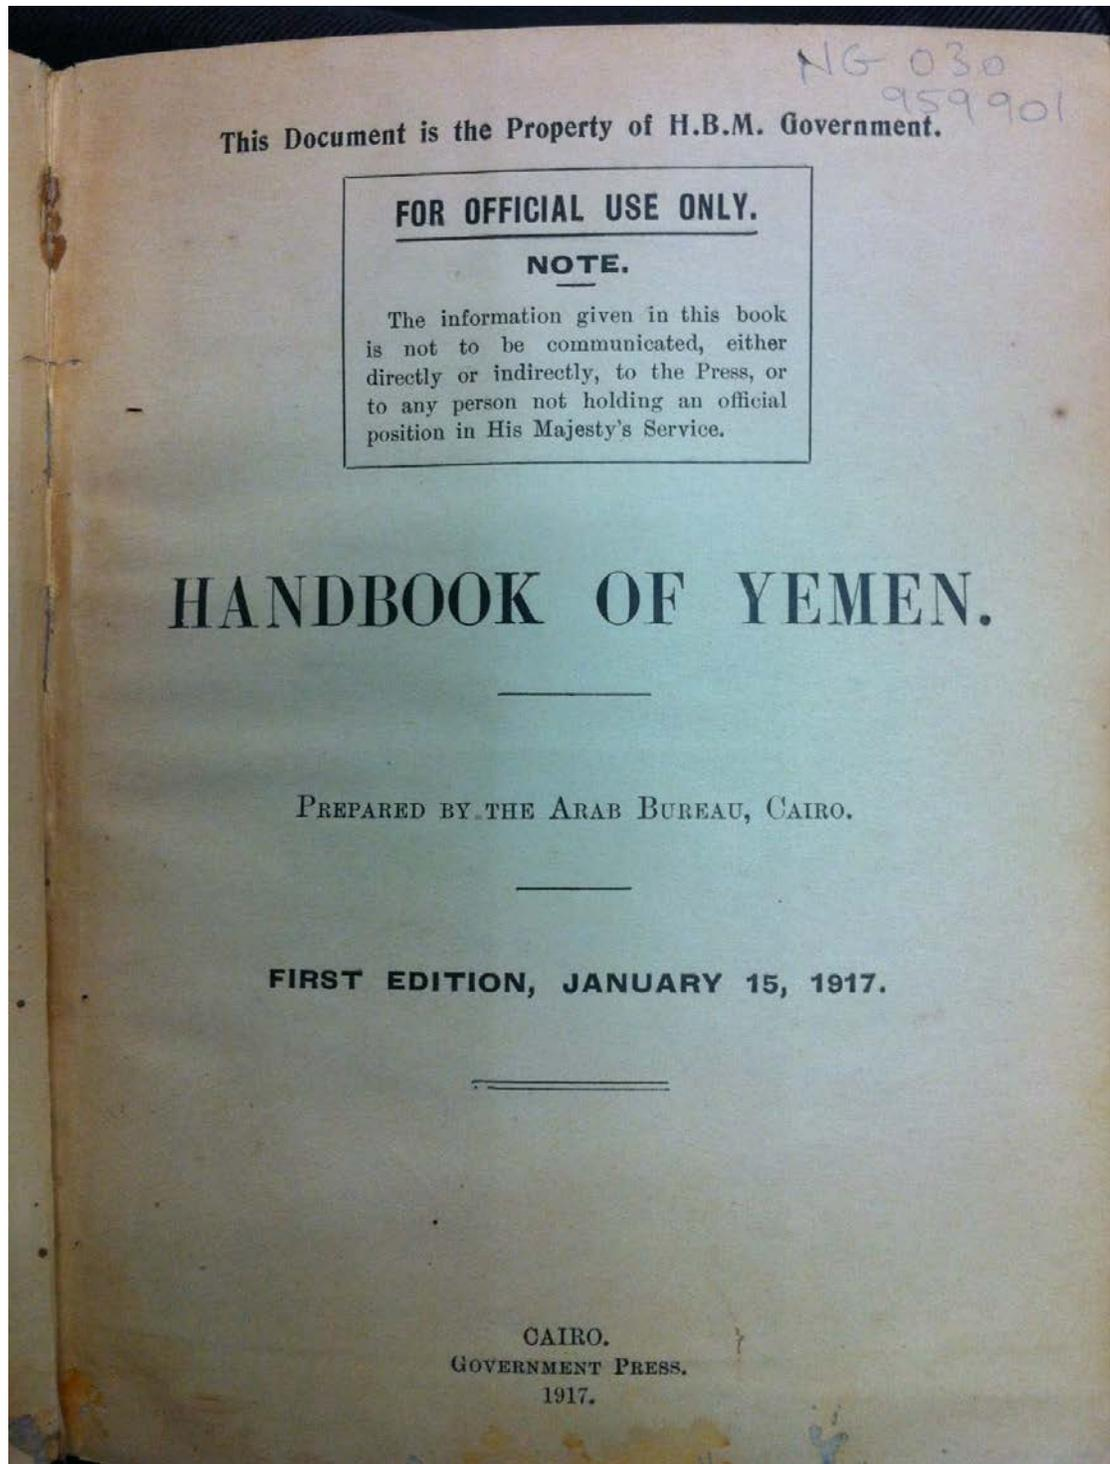 NG 030
959901
This Document is the Property of H.B.M. Government.
FOR OFFICIAL USE ONLY.
NOTE.
The information given in this book
is not to be communicated, either
directly or indirectly, to the Press, or
to any person not holding an official
position in His Majesty's Service.
HANDBOOK OF YEMEN.
PREPARED BY THE ARAB BUREAU, CAIRO.
FIRST EDITION, JANUARY 15, 1917.
CAIRO.
GOVERNMENT PRESS.
1917.